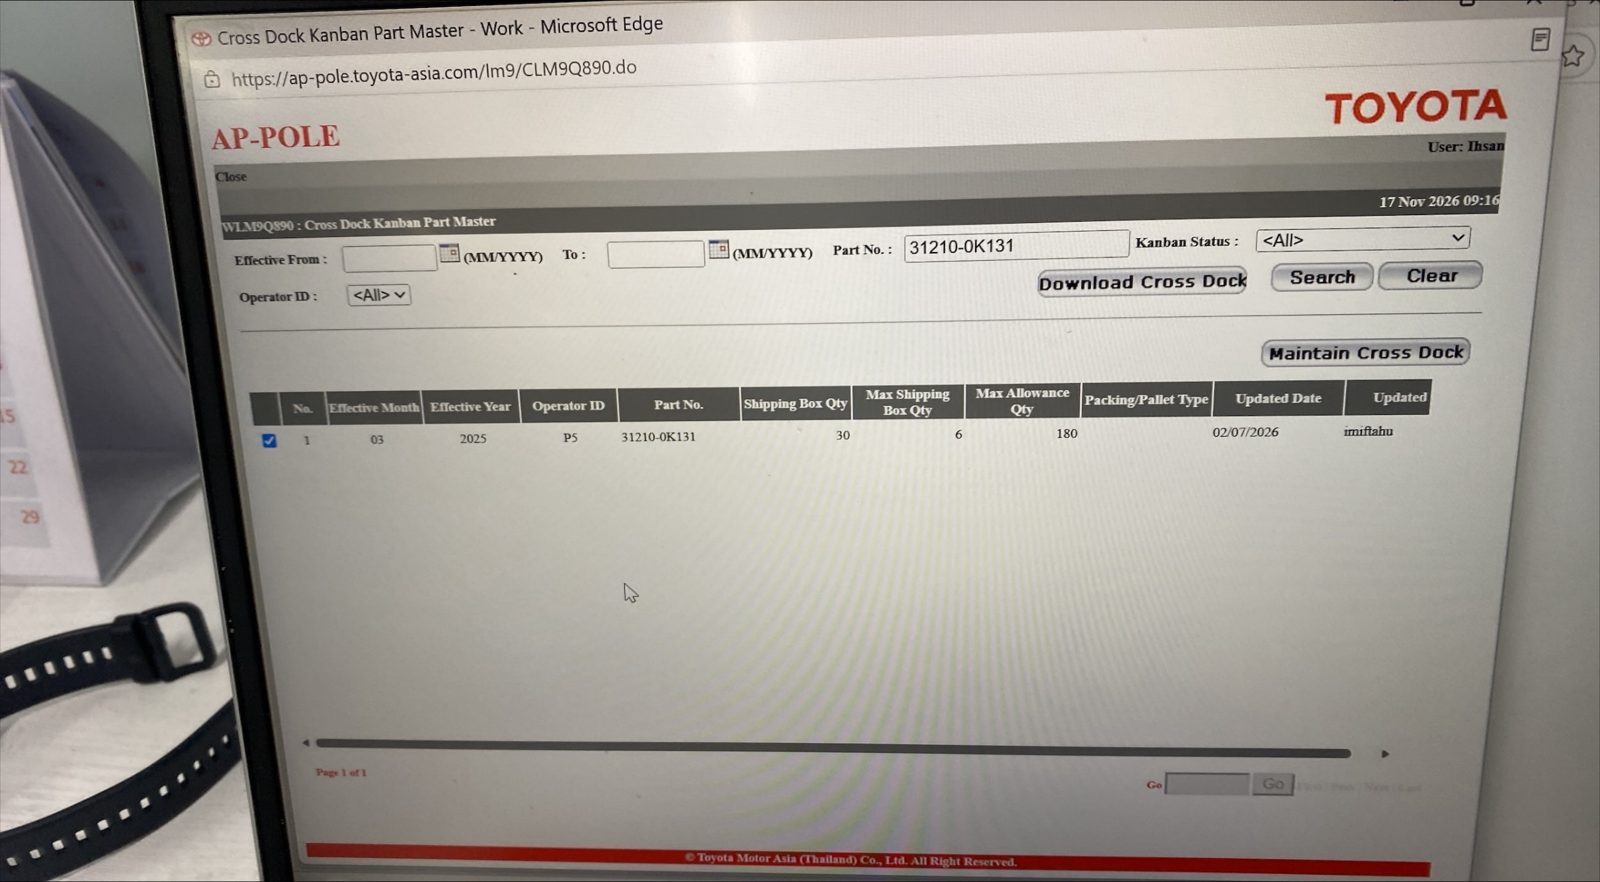 Cross Dock Kanban Part Master - Work - Microsoft Edge
https://ap-pole.toyota-asia.com/lm9/CLM9Q890.do
TOYOTA
AP-POLE
User: Ihsan
Close
17 Nov 2026 09:16
WLM9Q890 : Cross Dock Kanban Part Master
Effective From : (MM/YYYY) To : (MM/YYYY) Part No. : 31210-0K131 Kanban Status : <All>
Operator ID : <All> Download Cross Dock Search Clear
Maintain Cross Dock
No. Effective Month Effective Year Operator ID Part No. Shipping Box Qty Max Shipping Box Qty Max Allowance Qty Packing/Pallet Type Updated Date Updated
1 03 2025 P5 31210-0K131 30 6 180 02/07/2026 imiftahu
Page 1 of 1
Go Go
© Toyota Motor Asia (Thailand) Co., Ltd. All Right Reserved.
15
22
29